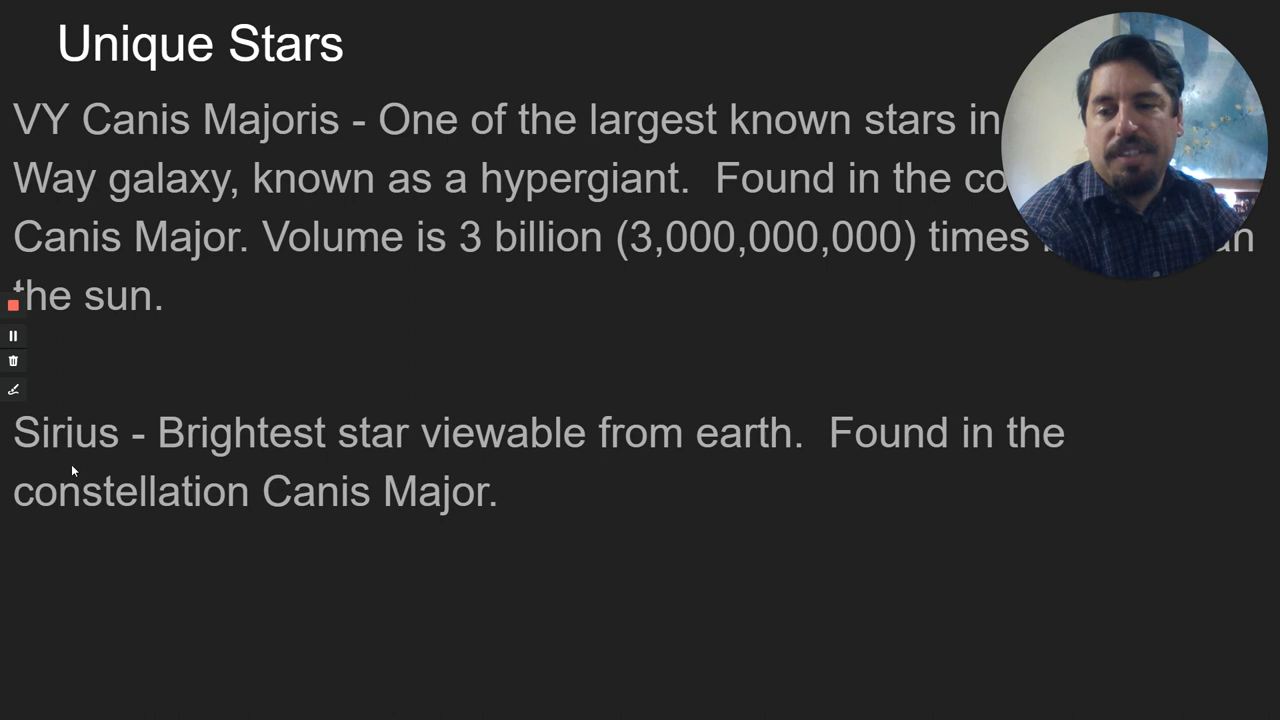 Unique Stars
VY Canis Majoris - One of the largest known stars in
Way galaxy, known as a hypergiant.  Found in the
Canis Major. Volume is 3 billion (3,000,000,000) times
the sun.
Sirius - Brightest star viewable from earth.  Found in the
constellation Canis Major.